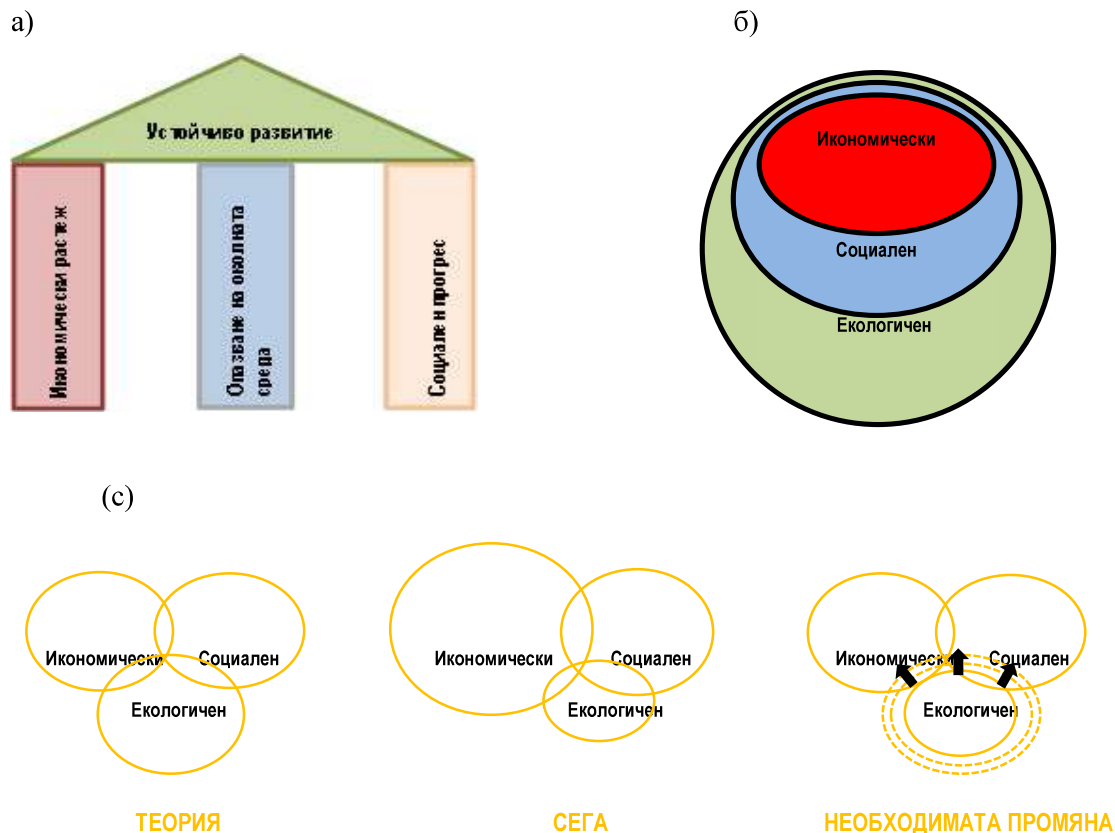 а)
б)
Устойчиво развитие
Икономически растеж
Опазване на околната
среда
Социален прогрес
Икономически
Социален
Екологичен
(с)
Икономически
Социален
Екологичен
Икономически
Социален
Екологичен
Икономически
Социален
Екологичен
ТЕОРИЯ
СЕГА
НЕОБХОДИМАТА ПРОМЯНА